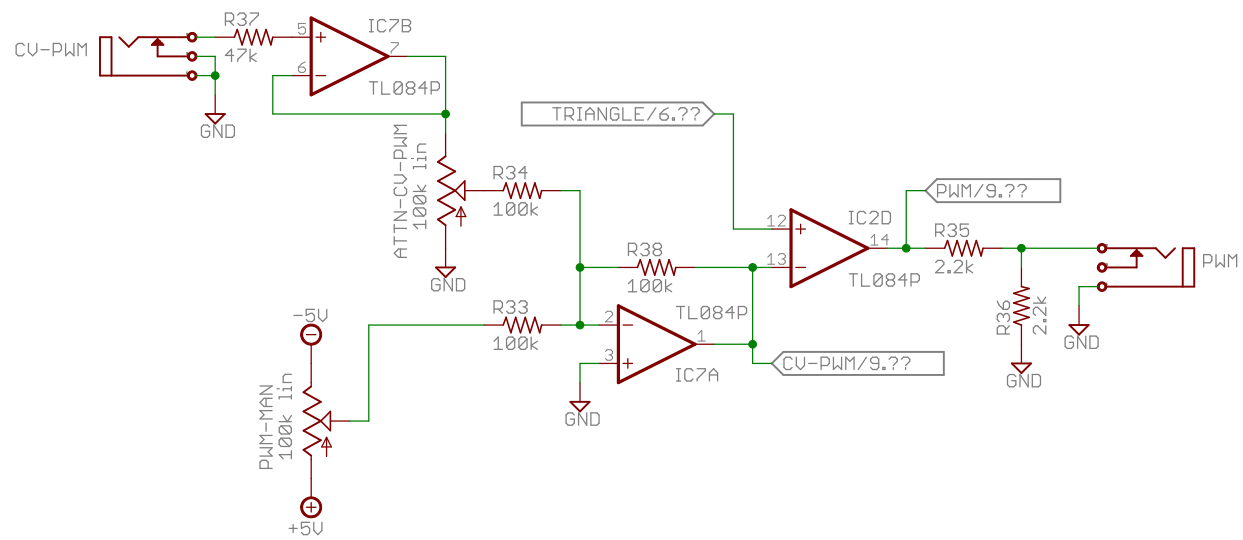 R37
IC7B
CV-PWM
47k
5
6
7
TL084P
GND
ATTN-CV-PWM
100k lin
TRIANGLE/6.??
R34
100k
GND
R38
100k
PWM/9.??
IC2D
12
13
14
TL084P
R35
2.2k
PWM
R36
2.2k
GND
GND
R33
100k
TL084P
2
3
1
IC7A
CV-PWM/9.??
GND
-5V
PWM-MAN
100k lin
+5V